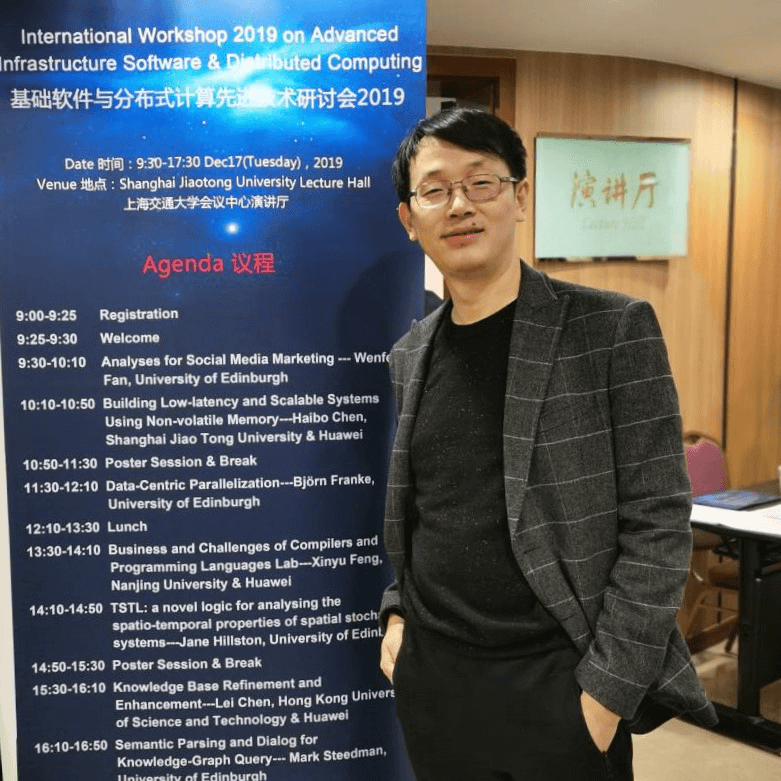 International Workshop 2019 on Advanced
Infrastructure Software & Distributed Computing
基础软件与分布式计算先进技术研讨会2019
Date 时间：9:30-17:30 Dec17(Tuesday)，2019
Venue 地点：Shanghai Jiaotong University Lecture Hall
上海交通大学会议中心演讲厅
Agenda 议程
9:00-9:25 Registration
9:25-9:30 Welcome
9:30-10:10 Analyses for Social Media Marketing --- Wenfe
Fan, University of Edinburgh
10:10-10:50 Building Low-latency and Scalable Systems
Using Non-volatile Memory---Haibo Chen,
Shanghai Jiao Tong University & Huawei
10:50-11:30 Poster Session & Break
11:30-12:10 Data-Centric Parallelization---Björn Franke,
University of Edinburgh
12:10-13:30 Lunch
13:30-14:10 Business and Challenges of Compilers and
Programming Languages Lab---Xinyu Feng,
Nanjing University & Huawei
14:10-14:50 TSTL: a novel logic for analysing the
spatio-temporal properties of spatial stoch
systems---Jane Hillston, University of Edinb
14:50-15:30 Poster Session & Break
15:30-16:10 Knowledge Base Refinement and
Enhancement---Lei Chen, Hong Kong Univers
of Science and Technology & Huawei
16:10-16:50 Semantic Parsing and Dialog for
Knowledge-Graph Query--- Mark Steedman,
University of Edinburgh
演讲厅
Lecture Hall